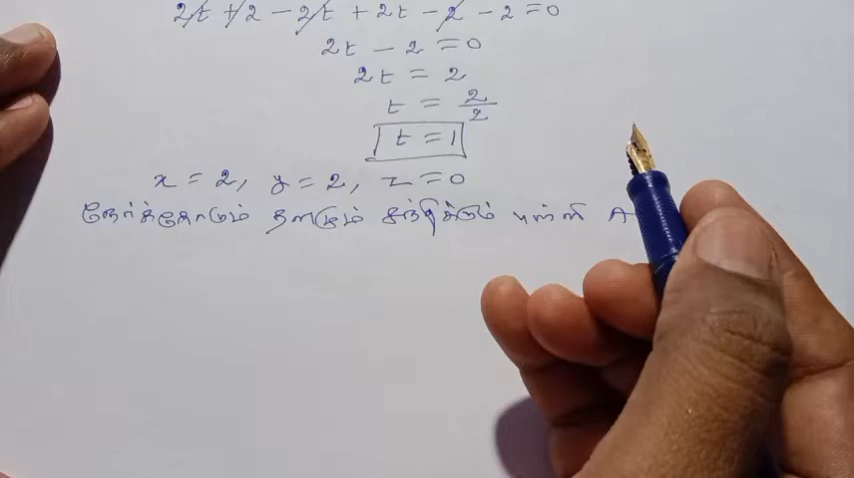 2t + 2 - 2t + 2t - 2 - 2 = 0
2t - 2 = 0
2t = 2
t = 2/2
t = 1
x = 2, y = 2, z = 0
நேர்க்கோடும் தளமும் சந்திக்கும் புள்ளி A